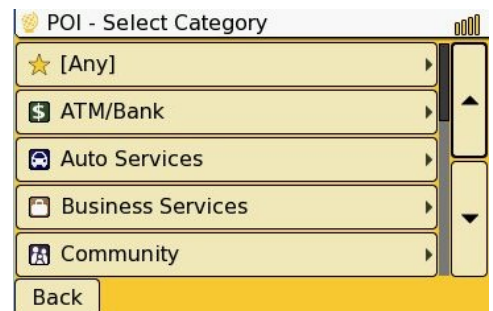 POI - Select Category
[Any]
ATM/Bank
Auto Services
Business Services
Community
Back